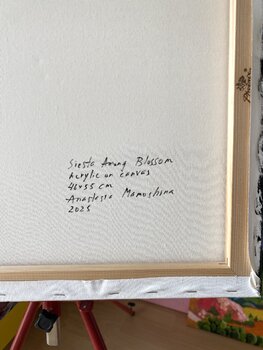 Siesta Among Blossom
Acrylic on canvas
46x55 cm
Anastasia Mamoshina
2025